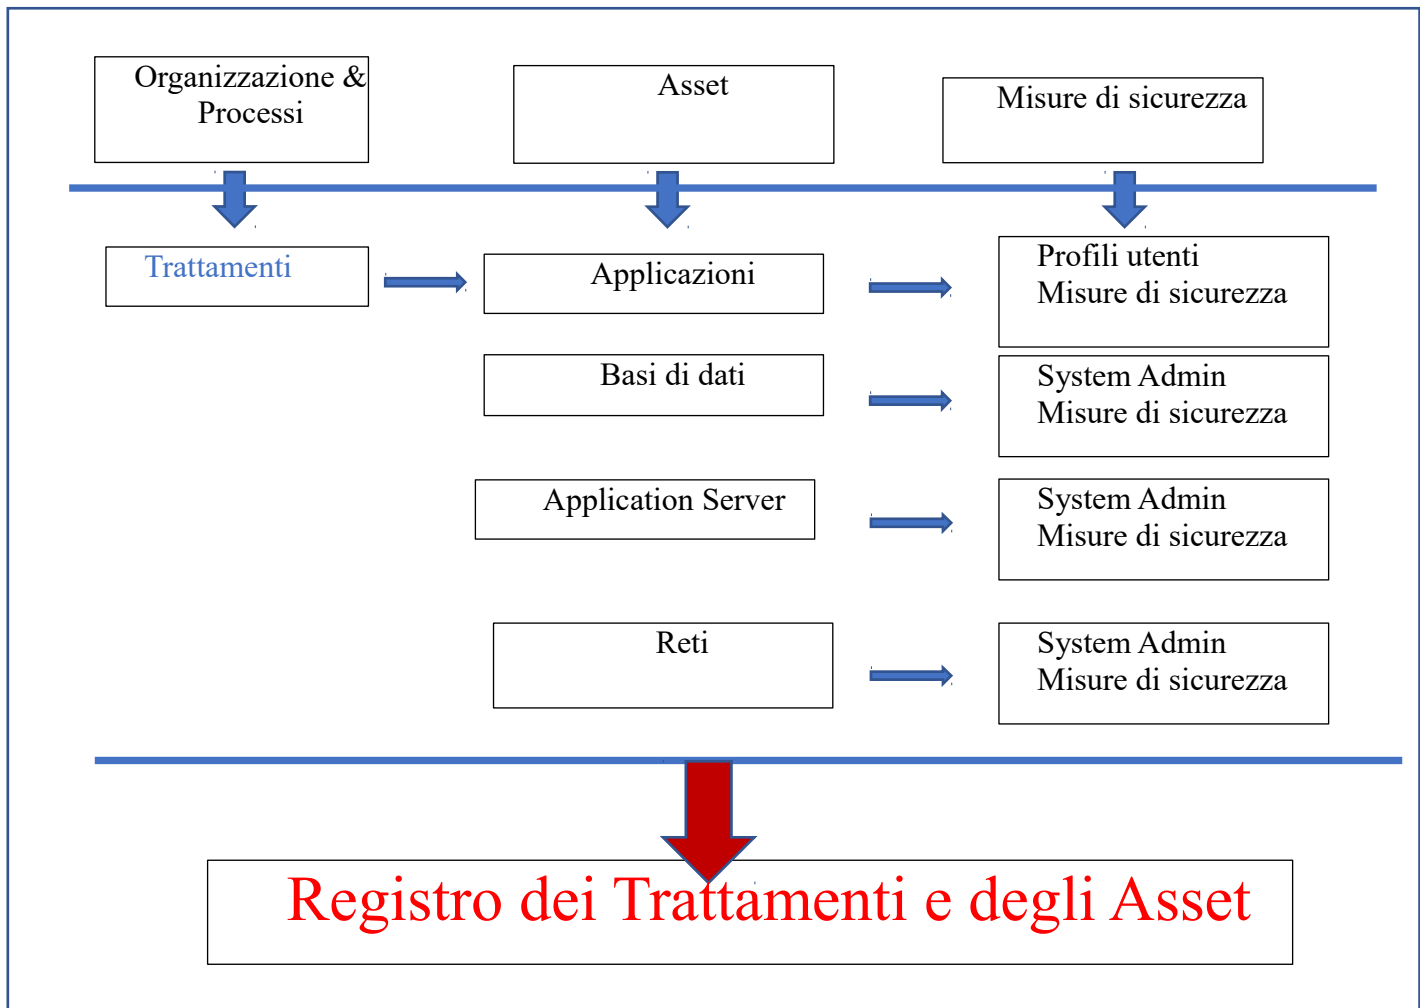 Organizzazione &
Processi
Asset
Misure di sicurezza
Trattamenti
Applicazioni
Profili utenti
Misure di sicurezza
Basi di dati
System Admin
Misure di sicurezza
Application Server
System Admin
Misure di sicurezza
Reti
System Admin
Misure di sicurezza
Registro dei Trattamenti e degli Asset